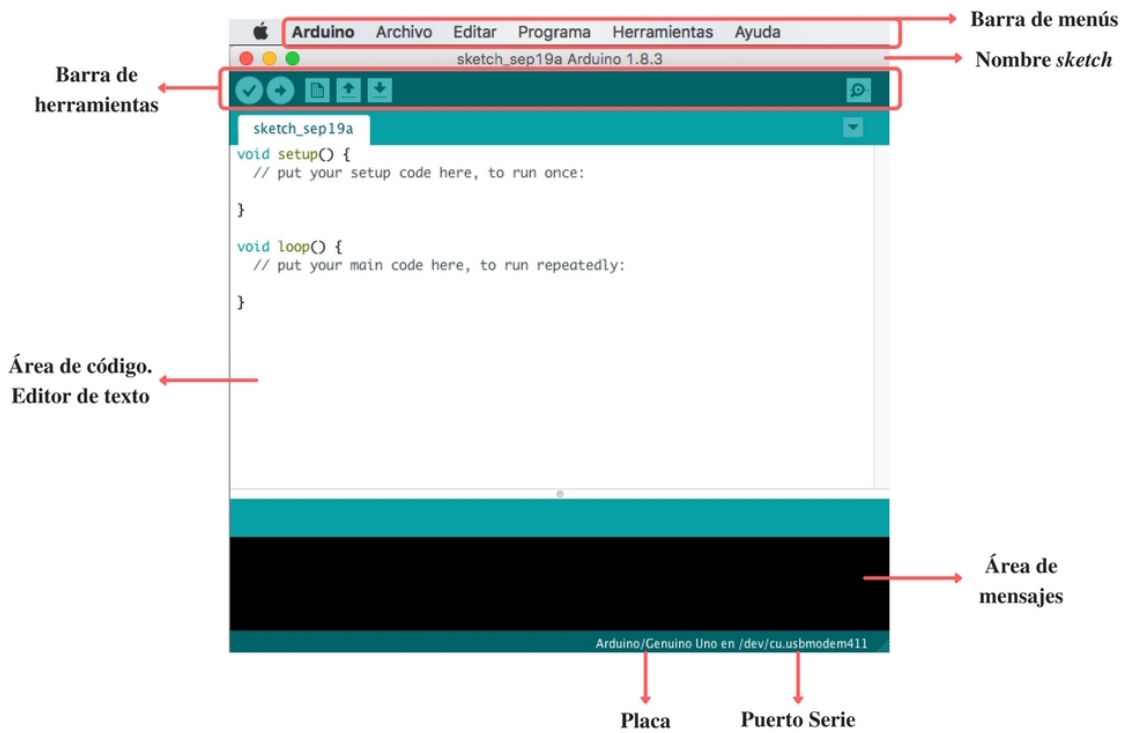 Arduino Archivo Editar Programa Herramientas Ayuda
Barra de menús
sketch_sep19a Arduino 1.8.3
Nombre sketch
Barra de
herramientas
sketch_sep19a
void setup() {
  // put your setup code here, to run once:
}
void loop() {
  // put your main code here, to run repeatedly:
}
Área de código.
Editor de texto
Área de
mensajes
Arduino/Genuino Uno en /dev/cu.usbmodem411
Placa
Puerto Serie